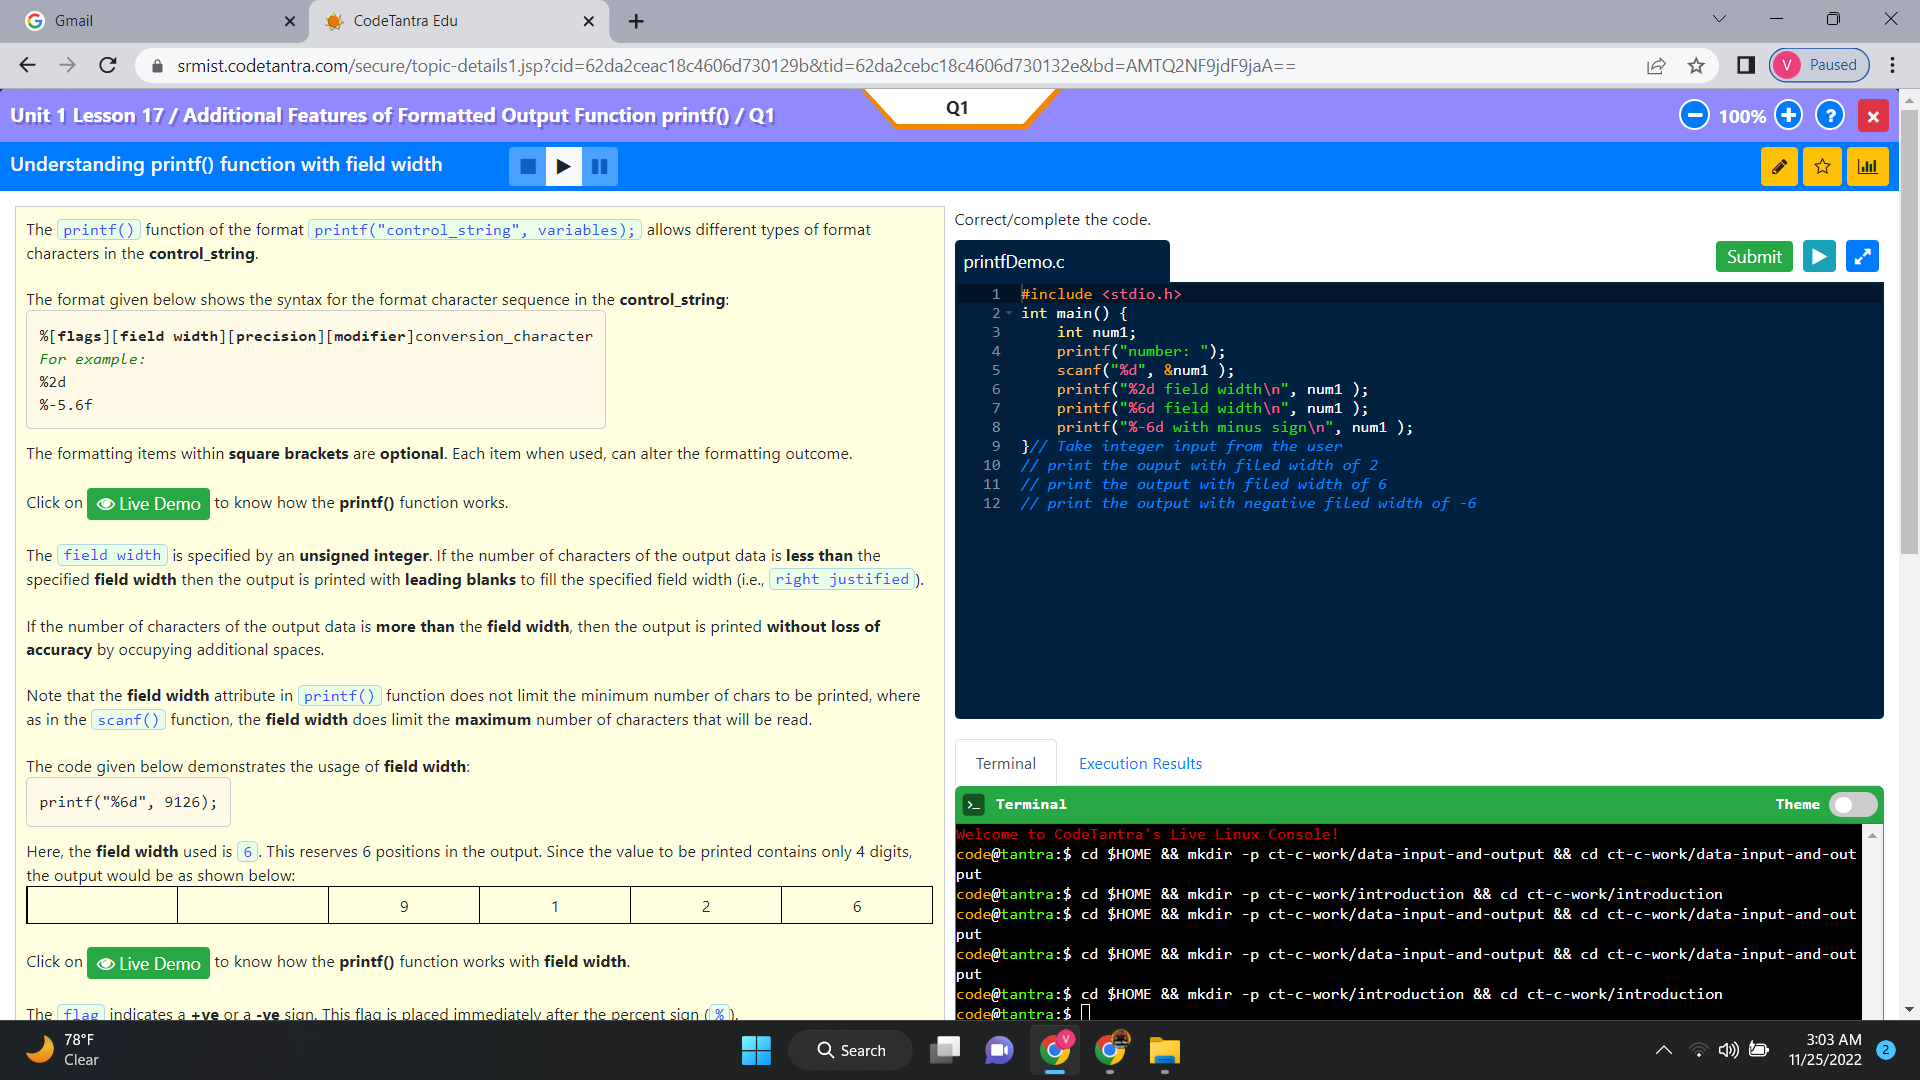 Gmail
CodeTantra Edu
srmist.codetantra.com/secure/topic-details1.jsp?cid=62da2ceac18c4606d730129b&tid=62da2cebc18c4606d730132e&bd=AMTQ2NF9jdF9jaA==
V Paused
Unit 1 Lesson 17 / Additional Features of Formatted Output Function printf() / Q1
Q1
100%
?
Understanding printf() function with field width
The printf() function of the format printf("control_string", variables); allows different types of format
characters in the control_string.
The format given below shows the syntax for the format character sequence in the control_string:
%[flags][field width][precision][modifier]conversion_character
For example:
%2d
%-5.6f
The formatting items within square brackets are optional. Each item when used, can alter the formatting outcome.
Click on Live Demo to know how the printf() function works.
The field width is specified by an unsigned integer. If the number of characters of the output data is less than the
specified field width then the output is printed with leading blanks to fill the specified field width (i.e., right justified).
If the number of characters of the output data is more than the field width, then the output is printed without loss of
accuracy by occupying additional spaces.
Note that the field width attribute in printf() function does not limit the minimum number of chars to be printed, where
as in the scanf() function, the field width does limit the maximum number of characters that will be read.
The code given below demonstrates the usage of field width:
printf("%6d", 9126);
Here, the field width used is 6. This reserves 6 positions in the output. Since the value to be printed contains only 4 digits,
the output would be as shown below:
9 1 2 6
Click on Live Demo to know how the printf() function works with field width.
The flag indicates a +ve or a -ve sign. This flag is placed immediately after the percent sign (%).
Correct/complete the code.
printfDemo.c
Submit
1 #include <stdio.h>
2 int main() {
3 int num1;
4 printf("number: ");
5 scanf("%d", &num1 );
6 printf("%2d field width\n", num1 );
7 printf("%6d field width\n", num1 );
8 printf("%-6d with minus sign\n", num1 );
9 }// Take integer input from the user
10 // print the ouput with filed width of 2
11 // print the output with filed width of 6
12 // print the output with negative filed width of -6
Terminal
Execution Results
>_ Terminal
Theme
Welcome to CodeTantra's Live Linux Console!
code@tantra:$ cd $HOME && mkdir -p ct-c-work/data-input-and-output && cd ct-c-work/data-input-and-out
put
code@tantra:$ cd $HOME && mkdir -p ct-c-work/introduction && cd ct-c-work/introduction
code@tantra:$ cd $HOME && mkdir -p ct-c-work/data-input-and-output && cd ct-c-work/data-input-and-out
put
code@tantra:$ cd $HOME && mkdir -p ct-c-work/data-input-and-output && cd ct-c-work/data-input-and-out
put
code@tantra:$ cd $HOME && mkdir -p ct-c-work/introduction && cd ct-c-work/introduction
code@tantra:$
78°F
Clear
Search
V
3:03 AM
11/25/2022
2